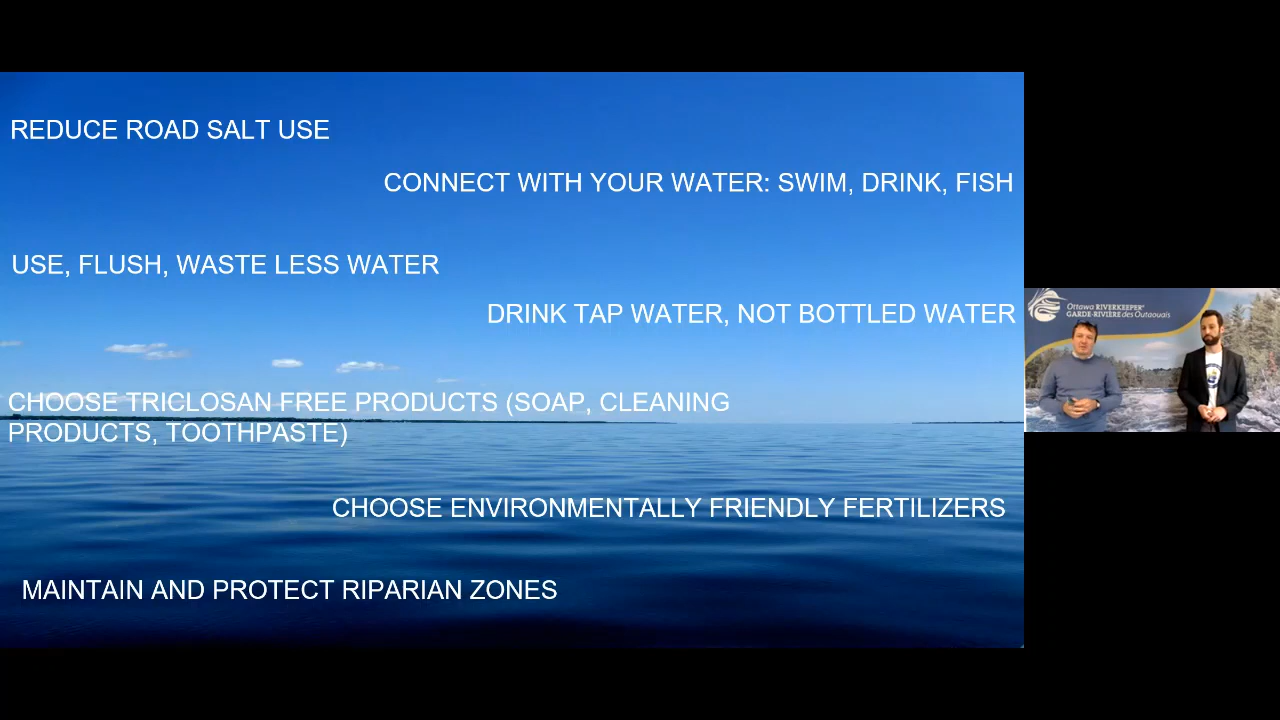 REDUCE ROAD SALT USE
CONNECT WITH YOUR WATER: SWIM, DRINK, FISH
USE, FLUSH, WASTE LESS WATER
DRINK TAP WATER, NOT BOTTLED WATER
Ottawa RIVERKEEPER®
GARDE-RIVIÈRE des Outaouais
CHOOSE TRICLOSAN FREE PRODUCTS (SOAP, CLEANING
PRODUCTS, TOOTHPASTE)
CHOOSE ENVIRONMENTALLY FRIENDLY FERTILIZERS
MAINTAIN AND PROTECT RIPARIAN ZONES